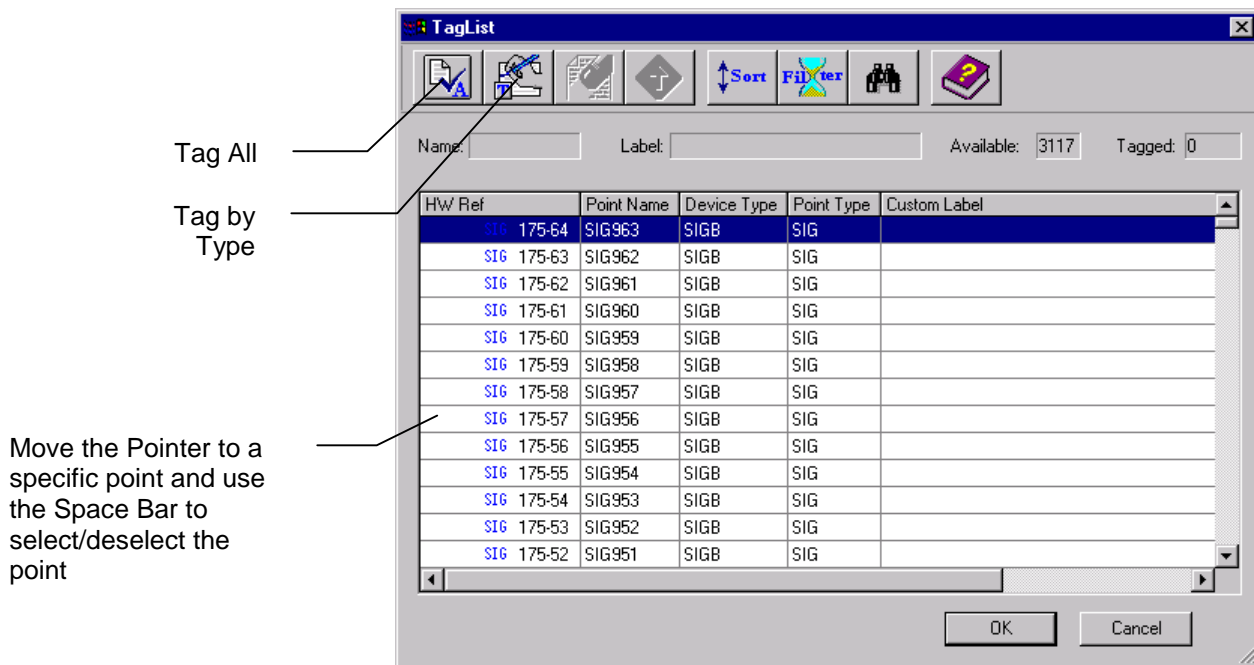 TagList
A T T Sort Filter ?
Tag All
Name: Label: Available: 3117 Tagged: 0
Tag by
Type
HW Ref Point Name Device Type Point Type Custom Label
SIG 175-64 SIG963 SIGB SIG
SIG 175-63 SIG962 SIGB SIG
SIG 175-62 SIG961 SIGB SIG
SIG 175-61 SIG960 SIGB SIG
SIG 175-60 SIG959 SIGB SIG
SIG 175-59 SIG958 SIGB SIG
SIG 175-58 SIG957 SIGB SIG
SIG 175-57 SIG956 SIGB SIG
SIG 175-56 SIG955 SIGB SIG
SIG 175-55 SIG954 SIGB SIG
SIG 175-54 SIG953 SIGB SIG
SIG 175-53 SIG952 SIGB SIG
SIG 175-52 SIG951 SIGB SIG
Move the Pointer to a
specific point and use
the Space Bar to
select/deselect the
point
OK Cancel